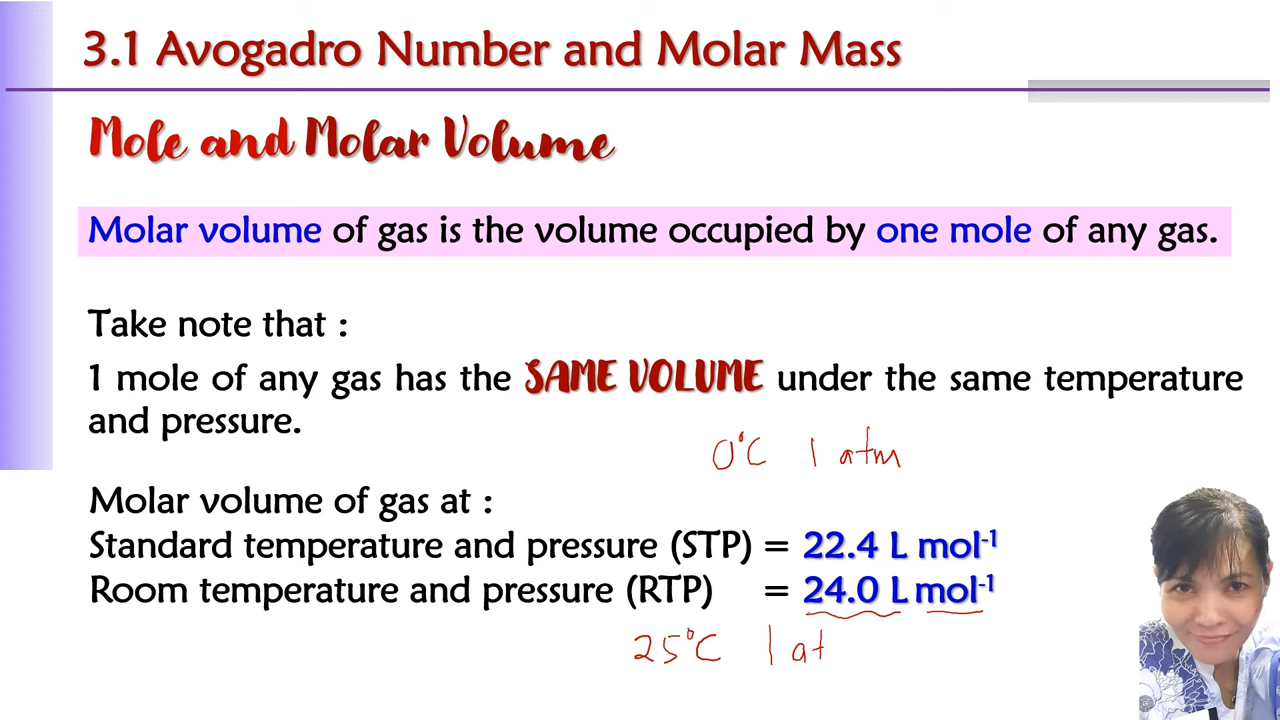 3.1 Avogadro Number and Molar Mass
Mole and Molar Volume
Molar volume of gas is the volume occupied by one mole of any gas.
Take note that :
1 mole of any gas has the SAME VOLUME under the same temperature
and pressure.
0°C 1 atm
Molar volume of gas at :
Standard temperature and pressure (STP) = 22.4 L mol⁻¹
Room temperature and pressure (RTP) = 24.0 L mol⁻¹
25°C 1 at